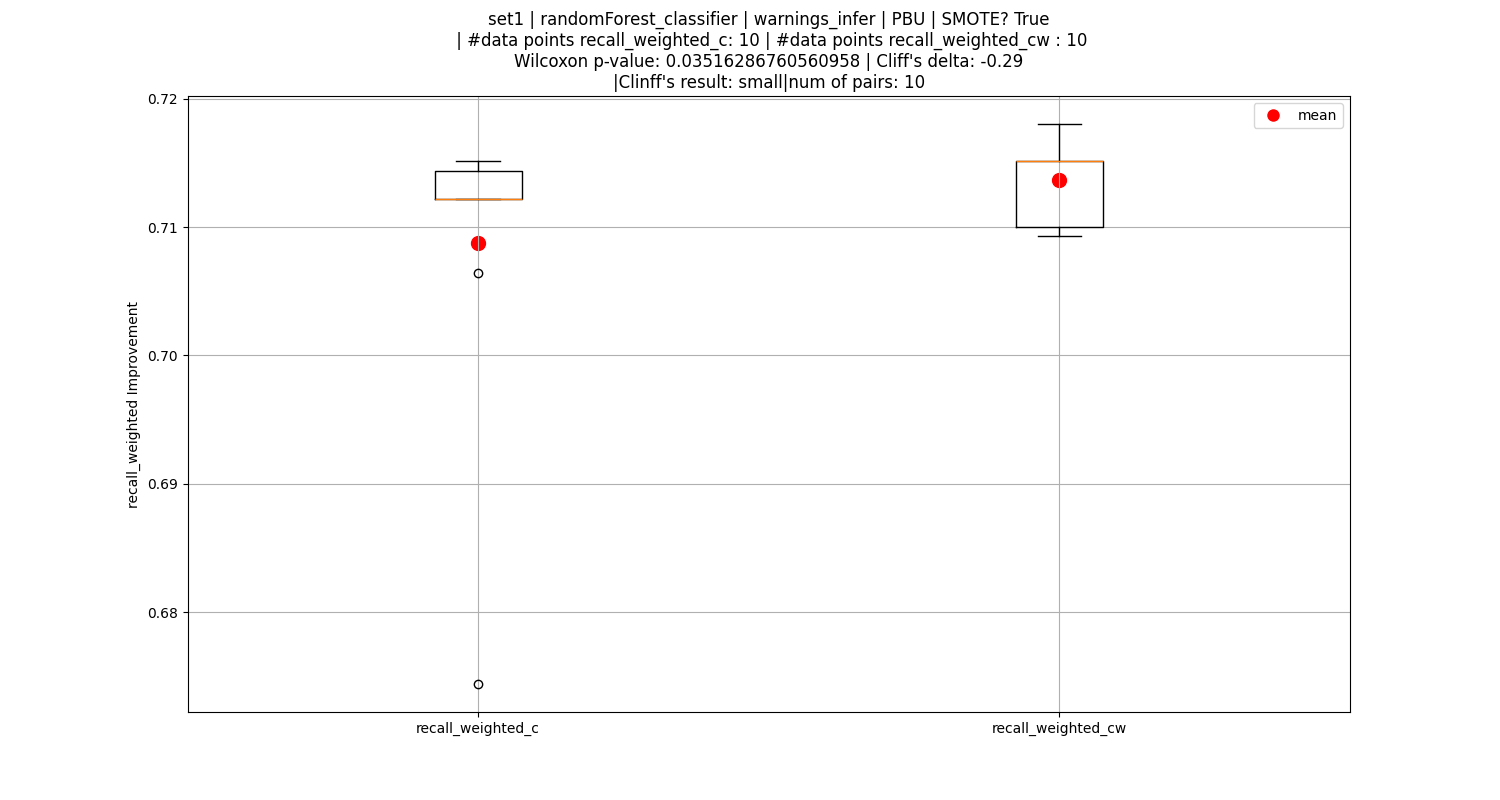 set1 | randomForest_classifier | warnings_infer | PBU | SMOTE? True
| #data points recall_weighted_c: 10 | #data points recall_weighted_cw : 10
Wilcoxon p-value: 0.03516286760560958 | Cliff's delta: -0.29
|Clinff's result: small|num of pairs: 10
mean
0.72
0.71
0.70
0.69
0.68
recall_weighted Improvement
recall_weighted_c
recall_weighted_cw